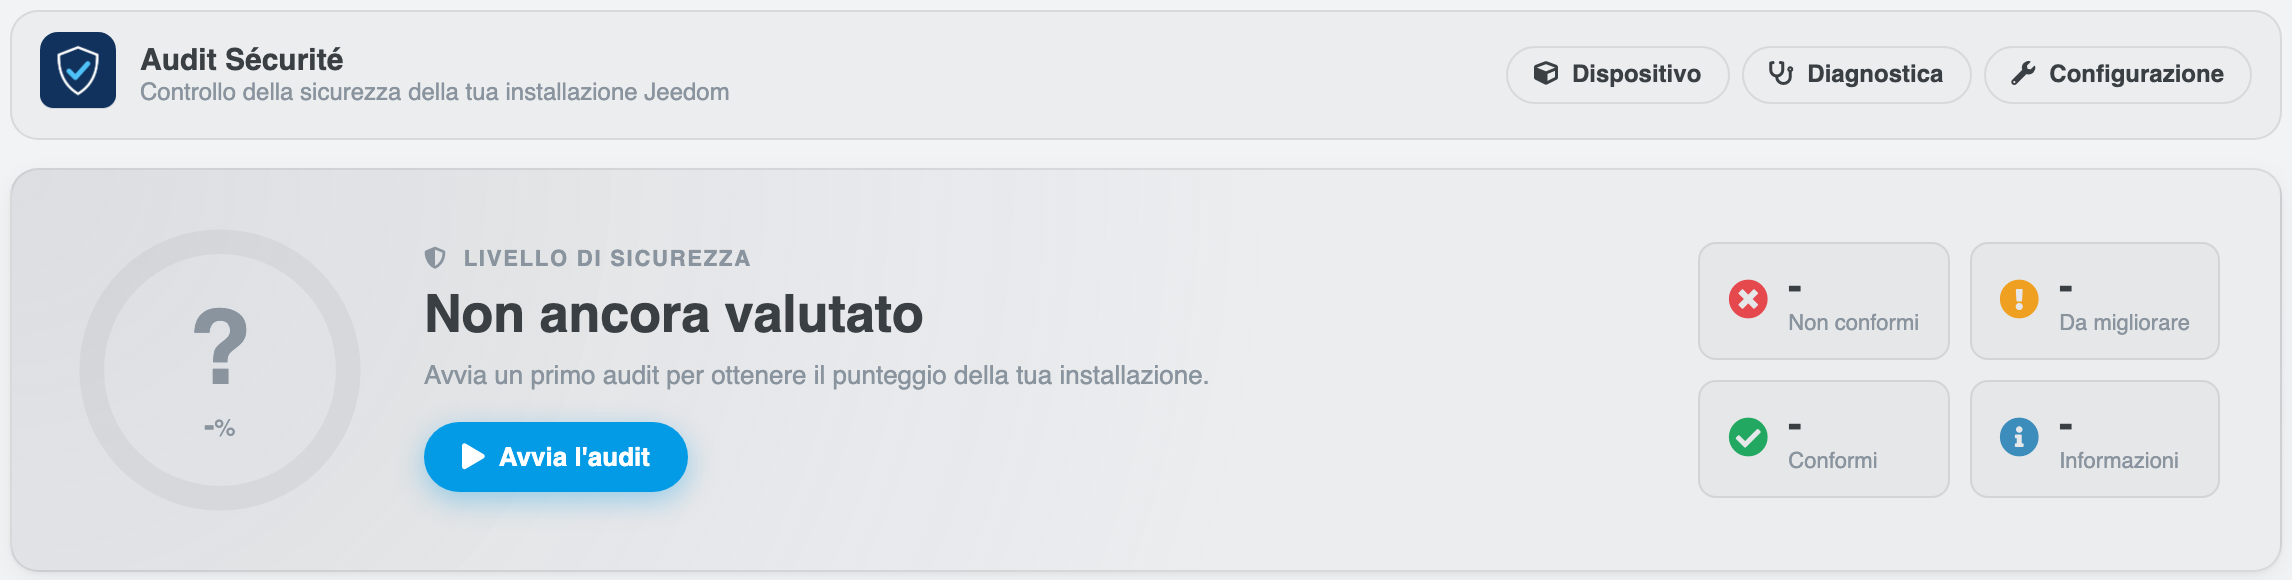 Audit Sécurité
Controllo della sicurezza della tua installazione Jeedom
Dispositivo
Diagnostica
Configurazione
?
-%
LIVELLO DI SICUREZZA
Non ancora valutato
Avvia un primo audit per ottenere il punteggio della tua installazione.
Avvia l'audit
-
Non conformi
-
Da migliorare
-
Conformi
-
Informazioni